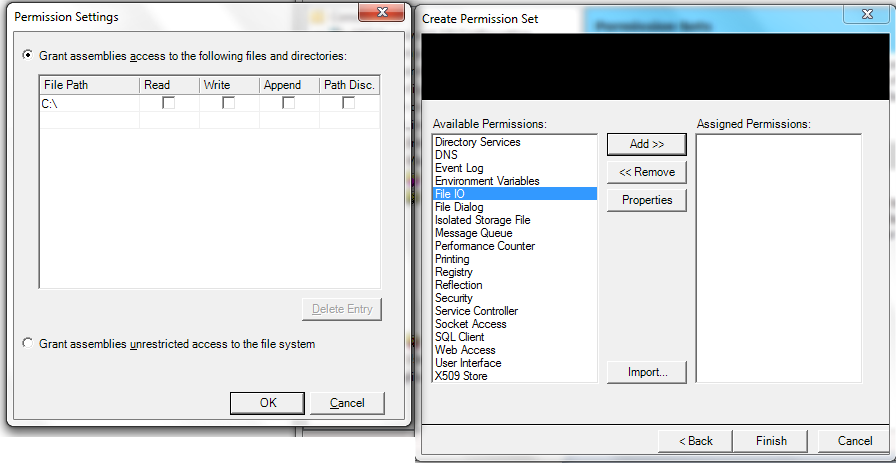 Permission Settings
Grant assemblies access to the following files and directories:
File Path Read Write Append Path Disc.
C:\
Delete Entry
Grant assemblies unrestricted access to the file system
OK Cancel
Create Permission Set
Permission Sets
Available Permissions:
Directory Services
DNS
Event Log
Environment Variables
File IO
File Dialog
Isolated Storage File
Message Queue
Performance Counter
Printing
Registry
Reflection
Security
Service Controller
Socket Access
SQL Client
Web Access
User Interface
X509 Store
Add >>
<< Remove
Properties
Import...
Assigned Permissions:
< Back Finish Cancel